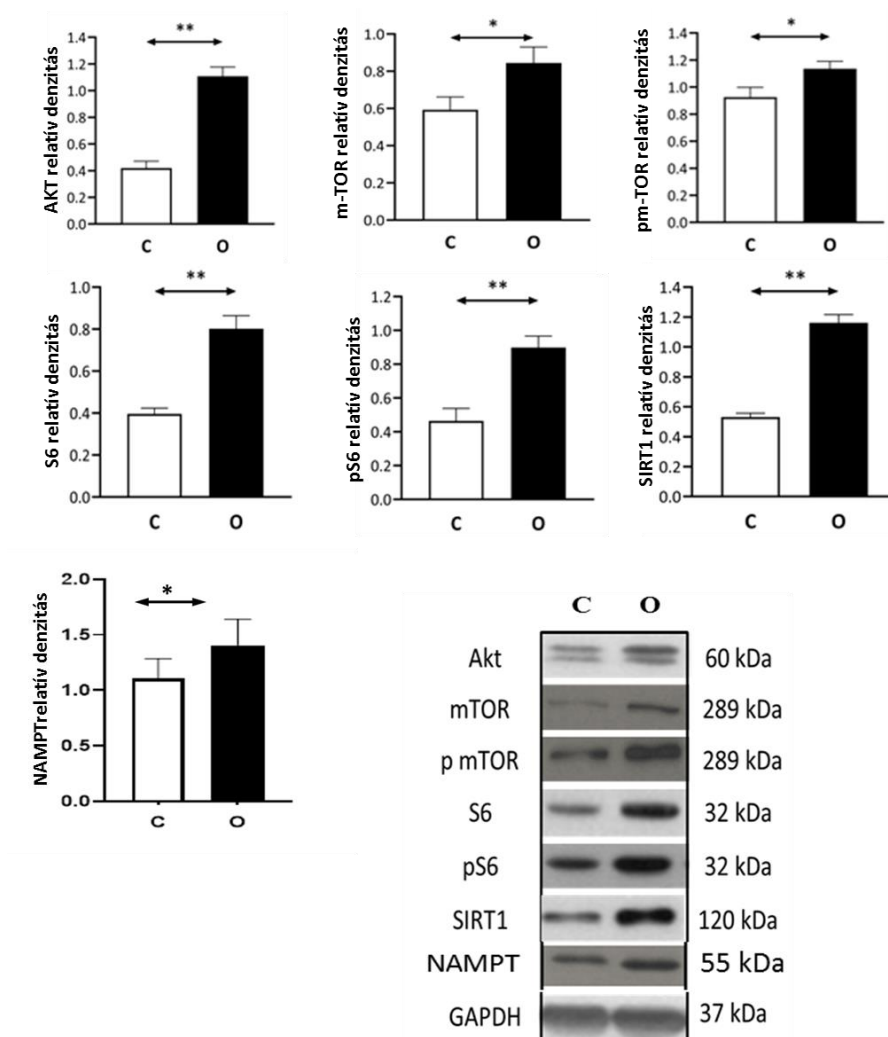 AKT relatív denzitás
**
1.4
1.2
1.0
0.8
0.6
0.4
0.2
0.0
C O
m-TOR relatív denzitás
*
1.0
0.8
0.6
0.4
0.2
0.0
C O
pm-TOR relatív denzitás
*
1.4
1.2
1.0
0.8
0.6
0.4
0.2
0.0
C O
S6 relatív denzitás
**
1.0
0.8
0.6
0.4
0.2
0.0
C O
pS6 relatív denzitás
**
1.2
1.0
0.8
0.6
0.4
0.2
0.0
C O
SIRT1 relatív denzitás
**
1.4
1.2
1.0
0.8
0.6
0.4
0.2
0.0
C O
NAMPTrelatív denzitás
*
2.0
1.5
1.0
0.5
0.0
C O
C O
Akt 60 kDa
mTOR 289 kDa
p mTOR 289 kDa
S6 32 kDa
pS6 32 kDa
SIRT1 120 kDa
NAMPT 55 kDa
GAPDH 37 kDa